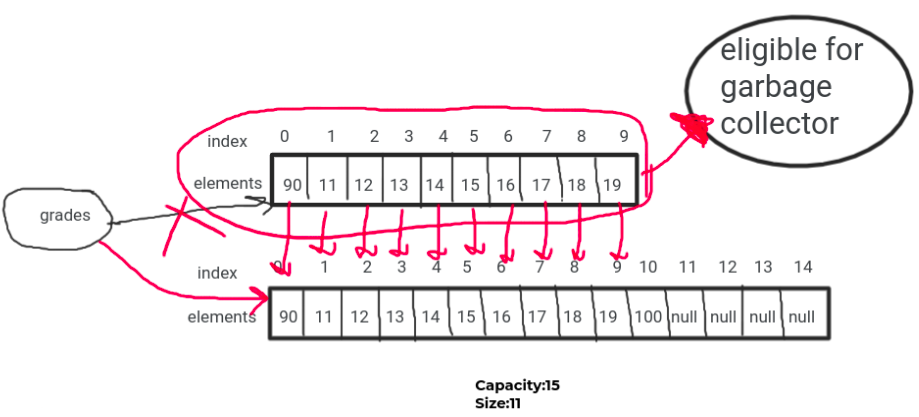 eligible for
garbage
collector
index 0 1 2 3 4 5 6 7 8 9
elements 90 11 12 13 14 15 16 17 18 19
grades
index 0 1 2 3 4 5 6 7 8 9 10 11 12 13 14
elements 90 11 12 13 14 15 16 17 18 19 100 null null null null
Capacity:15
Size:11